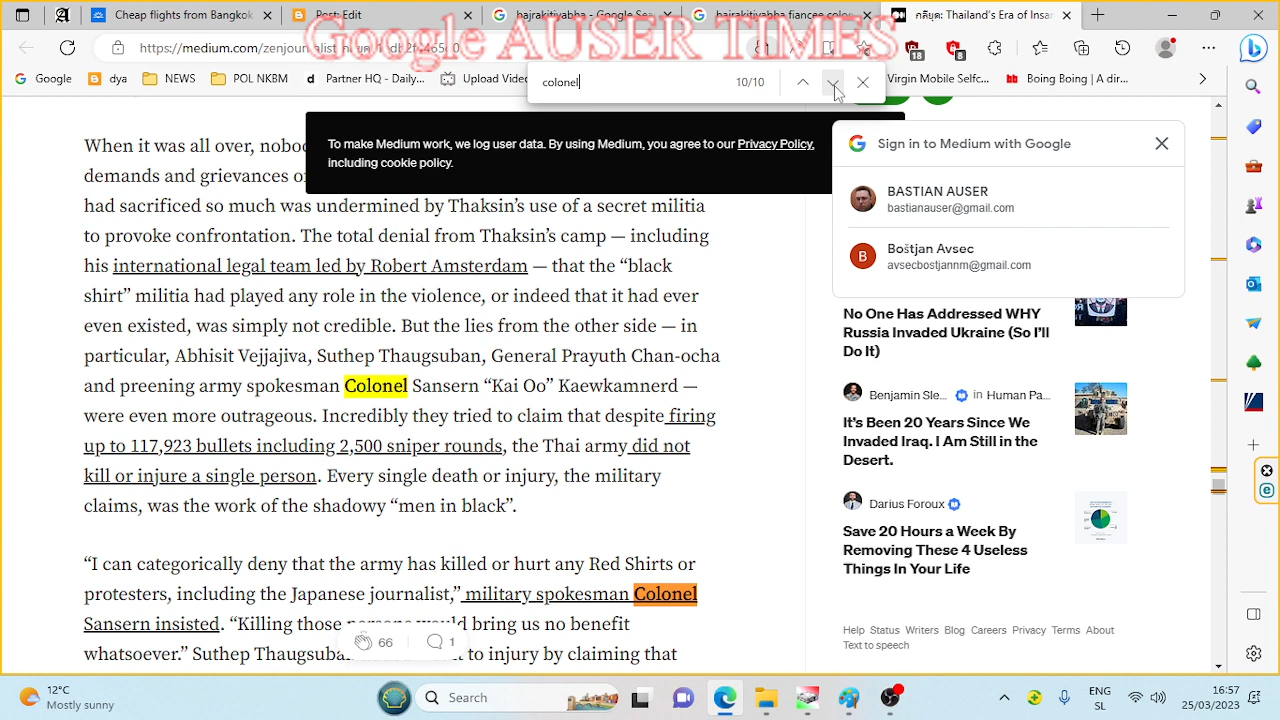 Cheap flights from Bangkok
Post: Edit
bajrakitiyabha - Google Sea
bajrakitiyabha fiancee colonel
กลียุค: Thailand's Era of Insan
Google AUSER TIMES
https://medium.com/zenjournalist
18
8
Google
NEWS
POL NKBM
Partner HQ - Daily...
Upload Video
Virgin Mobile Selfc...
Boing Boing | A dir...
colonel
10/10
To make Medium work, we log user data. By using Medium, you agree to our Privacy Policy,
including cookie policy.
Sign in to Medium with Google
BASTIAN AUSER
bastianauser@gmail.com
Boštjan Avsec
avsecbostjannm@gmail.com
When it was all over, nobo
demands and grievances o
had sacrificed so much was undermined by Thaksin's use of a secret militia
to provoke confrontation. The total denial from Thaksin's camp — including
his international legal team led by Robert Amsterdam — that the “black
shirt” militia had played any role in the violence, or indeed that it had ever
even existed, was simply not credible. But the lies from the other side — in
particular, Abhisit Vejjajiva, Suthep Thaugsuban, General Prayuth Chan-ocha
and preening army spokesman Colonel Sansern “Kai Oo” Kaewkamnerd —
were even more outrageous. Incredibly they tried to claim that despite firing
up to 117,923 bullets including 2,500 sniper rounds, the Thai army did not
kill or injure a single person. Every single death or injury, the military
claims, was the work of the shadowy “men in black”.
“I can categorically deny that the army has killed or hurt any Red Shirts or
protesters, including the Japanese journalist,” military spokesman Colonel
Sansern insisted. “Killing those persons would bring us no benefit
whatsoever.” Suthep Thaugsuban to injury by claiming that
66
1
No One Has Addressed WHY
Russia Invaded Ukraine (So I'll
Do It)
Benjamin Sle... in Human Pa...
It's Been 20 Years Since We
Invaded Iraq. I Am Still in the
Desert.
Darius Foroux
Save 20 Hours a Week By
Removing These 4 Useless
Things In Your Life
Help Status Writers Blog Careers Privacy Terms About
Text to speech
12°C
Mostly sunny
Search
ENG
SL
16:57
25/03/2023